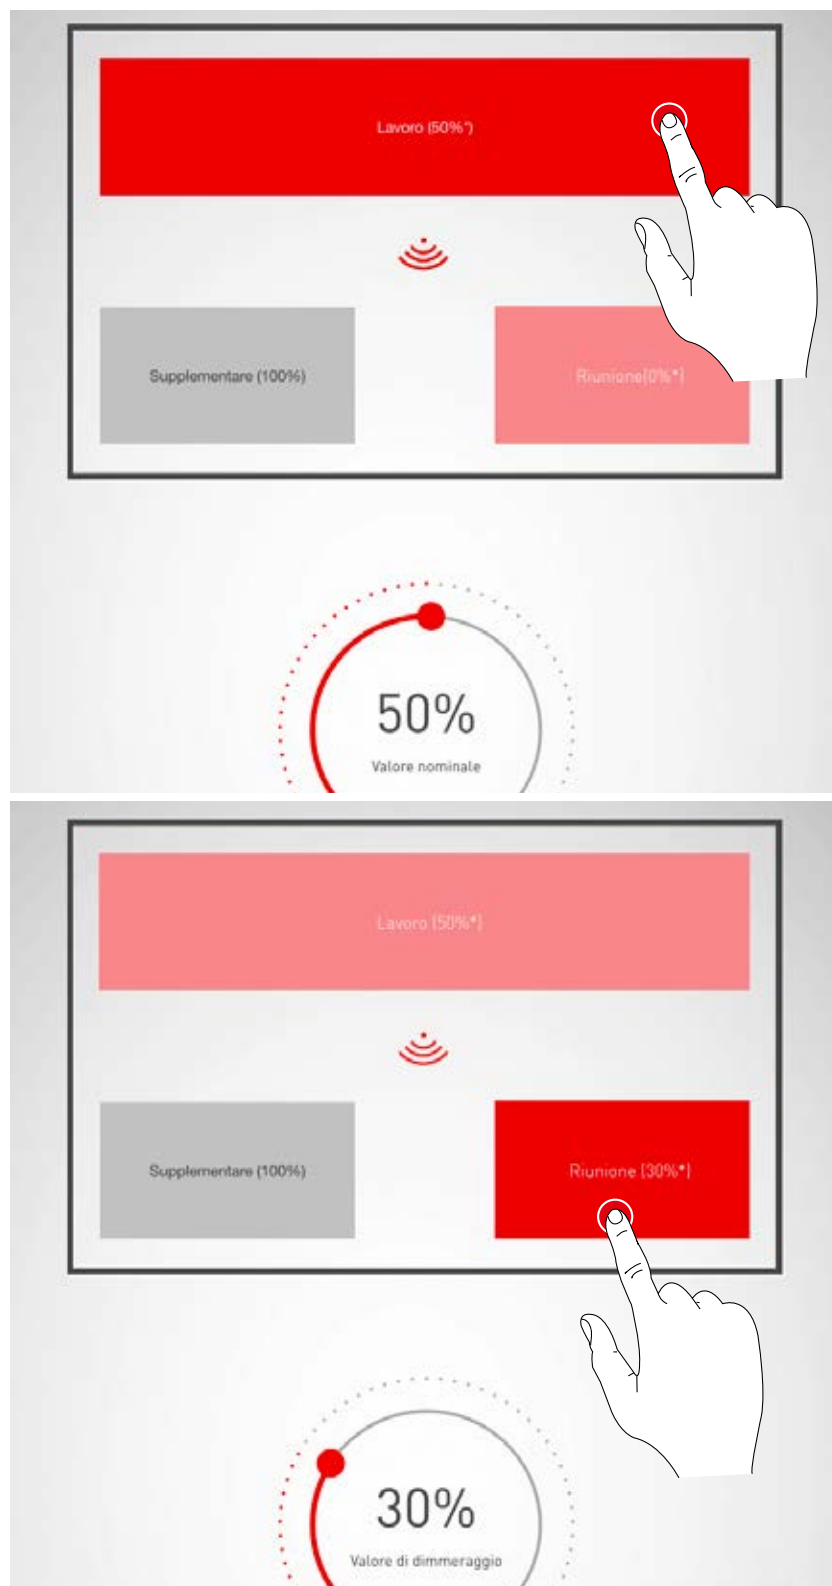 Lavoro (50%*)
Supplementare (100%)
Riunione(0%*)
50%
Valore nominale
Lavoro (50%*)
Supplementare (100%)
Riunione (30%*)
30%
Valore di dimmeraggio